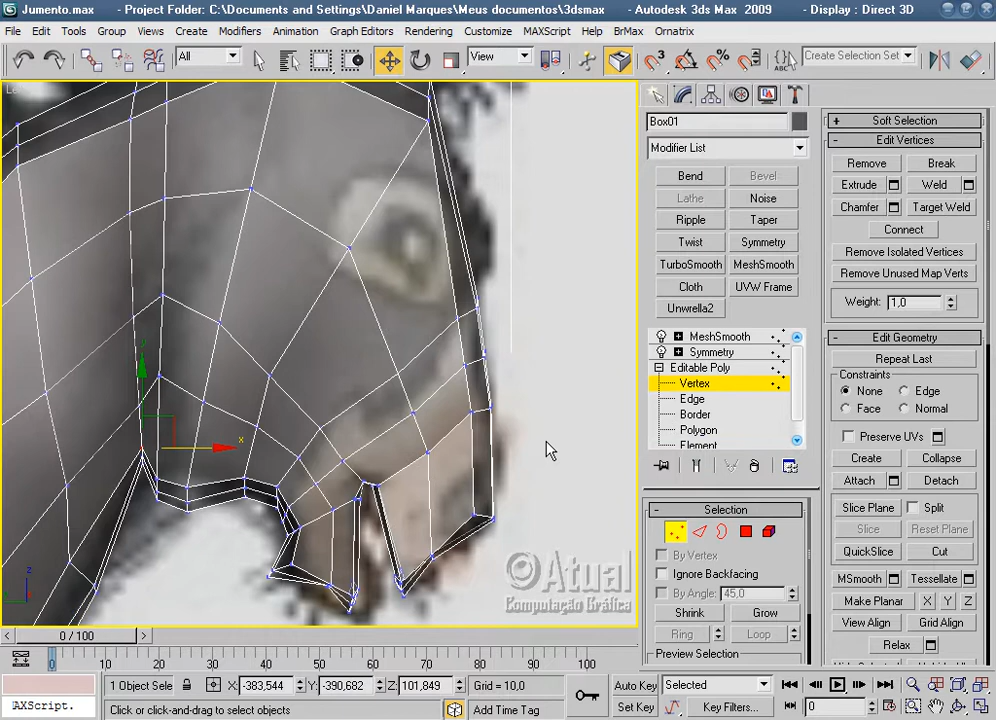 Jumento.max - Project Folder: C:\Documents and Settings\Daniel Marques\Meus documentos\3dsmax - Autodesk 3ds Max 2009 - Display : Direct 3D
File Edit Tools Group Views Create Modifiers Animation Graph Editors Rendering Customize MAXScript Help BrMax Ornatrix
All View Create Selection Set
Box01
Modifier List
Bend Bevel
Lathe Noise
Ripple Taper
Twist Symmetry
TurboSmooth MeshSmooth
Cloth UVW Frame
Unwrella2
MeshSmooth
Symmetry
Editable Poly
Vertex
Edge
Border
Polygon
Element
- Selection
By Vertex
Ignore Backfacing
By Angle: 45,0
Shrink Grow
Ring Loop
Preview Selection
+ Soft Selection
- Edit Vertices
Remove Break
Extrude Weld
Chamfer Target Weld
Connect
Remove Isolated Vertices
Remove Unused Map Verts
Weight: 1,0
- Edit Geometry
Repeat Last
Constraints
None Edge
Face Normal
Preserve UVs
Create Collapse
Attach Detach
Slice Plane Split
Slice Reset Plane
QuickSlice Cut
MSmooth Tessellate
Make Planar X Y Z
View Align Grid Align
Relax
y
x
z
Atual
Computação Gráfica
0 / 100
0 10 20 30 40 50 60 70 80 90 100
1 Object Sele X: -383,544 Y: -390,682 Z: 101,849 Grid = 10,0
Auto Key Selected
AXScript. Click or click-and-drag to select objects Add Time Tag
Set Key Key Filters... 0